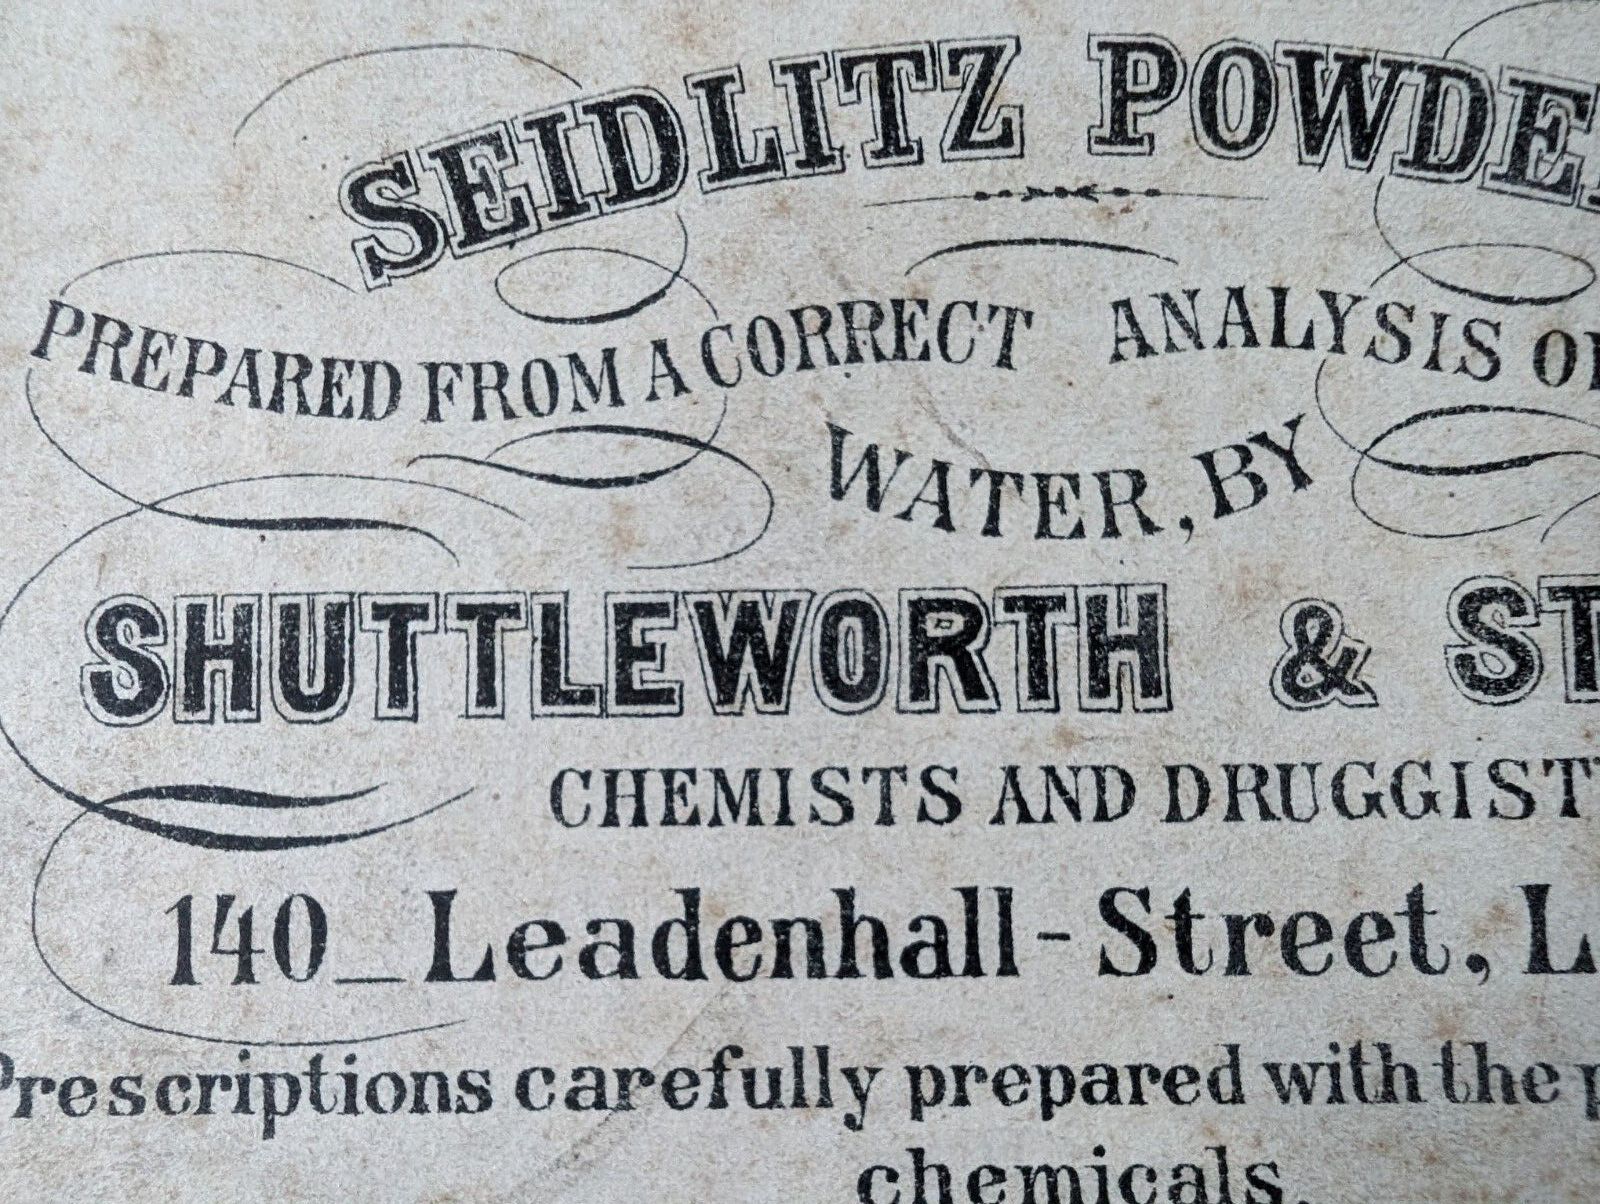 SEIDLITZ POWDE
PREPARED FROM A CORRECT ANALYSIS O
WATER, BY
SHUTTLEWORTH & ST
CHEMISTS AND DRUGGIST
140_Leadenhall-Street, L
Prescriptions carefully prepared with the p
chemicals.